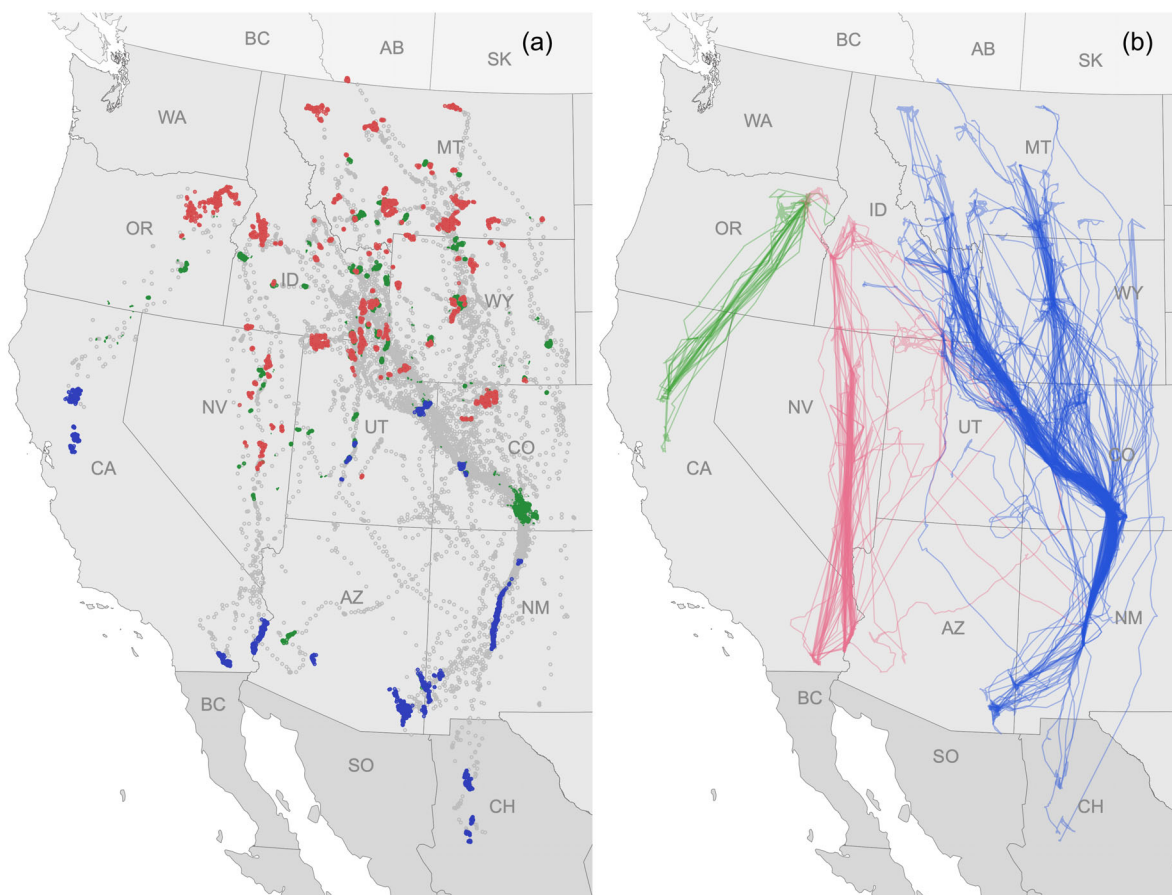 BC
AB
SK
(a)
WA
MT
OR
ID
WY
NV
UT
CO
CA
AZ
NM
BC
SO
CH
BC
AB
SK
(b)
WA
MT
OR
ID
WY
NV
UT
CO
CA
AZ
NM
BC
SO
CH